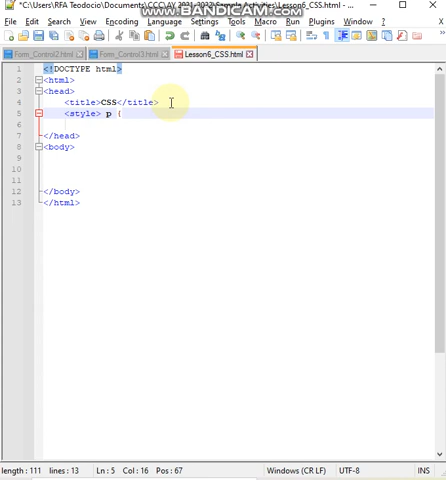 *C:\Users\RFA Teodocio\Documents\CCC\AY 2021-2022\Sample Activities\Lesson6_CSS.html - Notepad++
www.BANDICAM.com
File Edit Search View Encoding Language Settings Tools Macro Run Plugins Window ?
Form_Control2.html Form_Control3.html Lesson6_CSS.html
1 <!DOCTYPE html>
2 <html>
3 <head>
4 <title>CSS</title>
5 <style> p {
6
7 </head>
8 <body>
9
10
11
12 </body>
13 </html>
length : 111 lines : 13 Ln : 5 Col : 16 Pos : 67 Windows (CR LF) UTF-8 INS